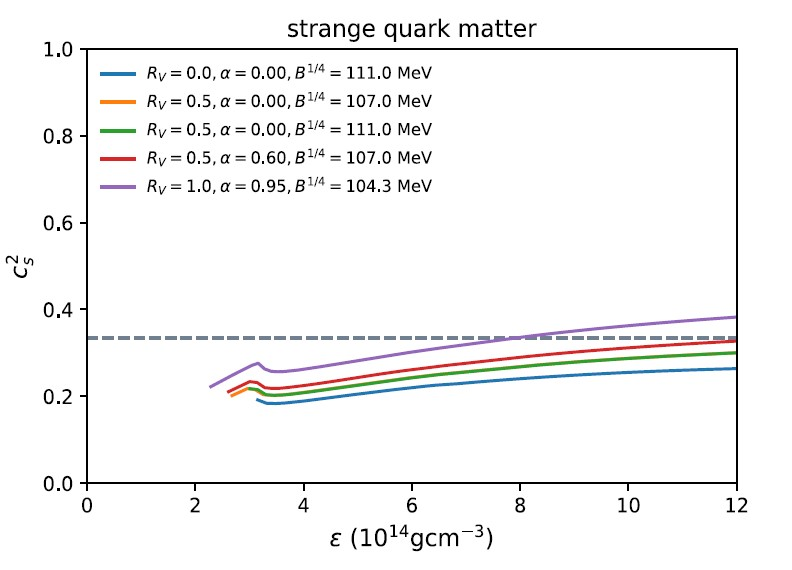 strange quark matter
1.0
0.8
0.6
0.4
0.2
0.0
c_s^2
R_V = 0.0, α = 0.00, B^{1/4} = 111.0 MeV
R_V = 0.5, α = 0.00, B^{1/4} = 107.0 MeV
R_V = 0.5, α = 0.00, B^{1/4} = 111.0 MeV
R_V = 0.5, α = 0.60, B^{1/4} = 107.0 MeV
R_V = 1.0, α = 0.95, B^{1/4} = 104.3 MeV
0 2 4 6 8 10 12
ε (10^{14}gcm^{−3})